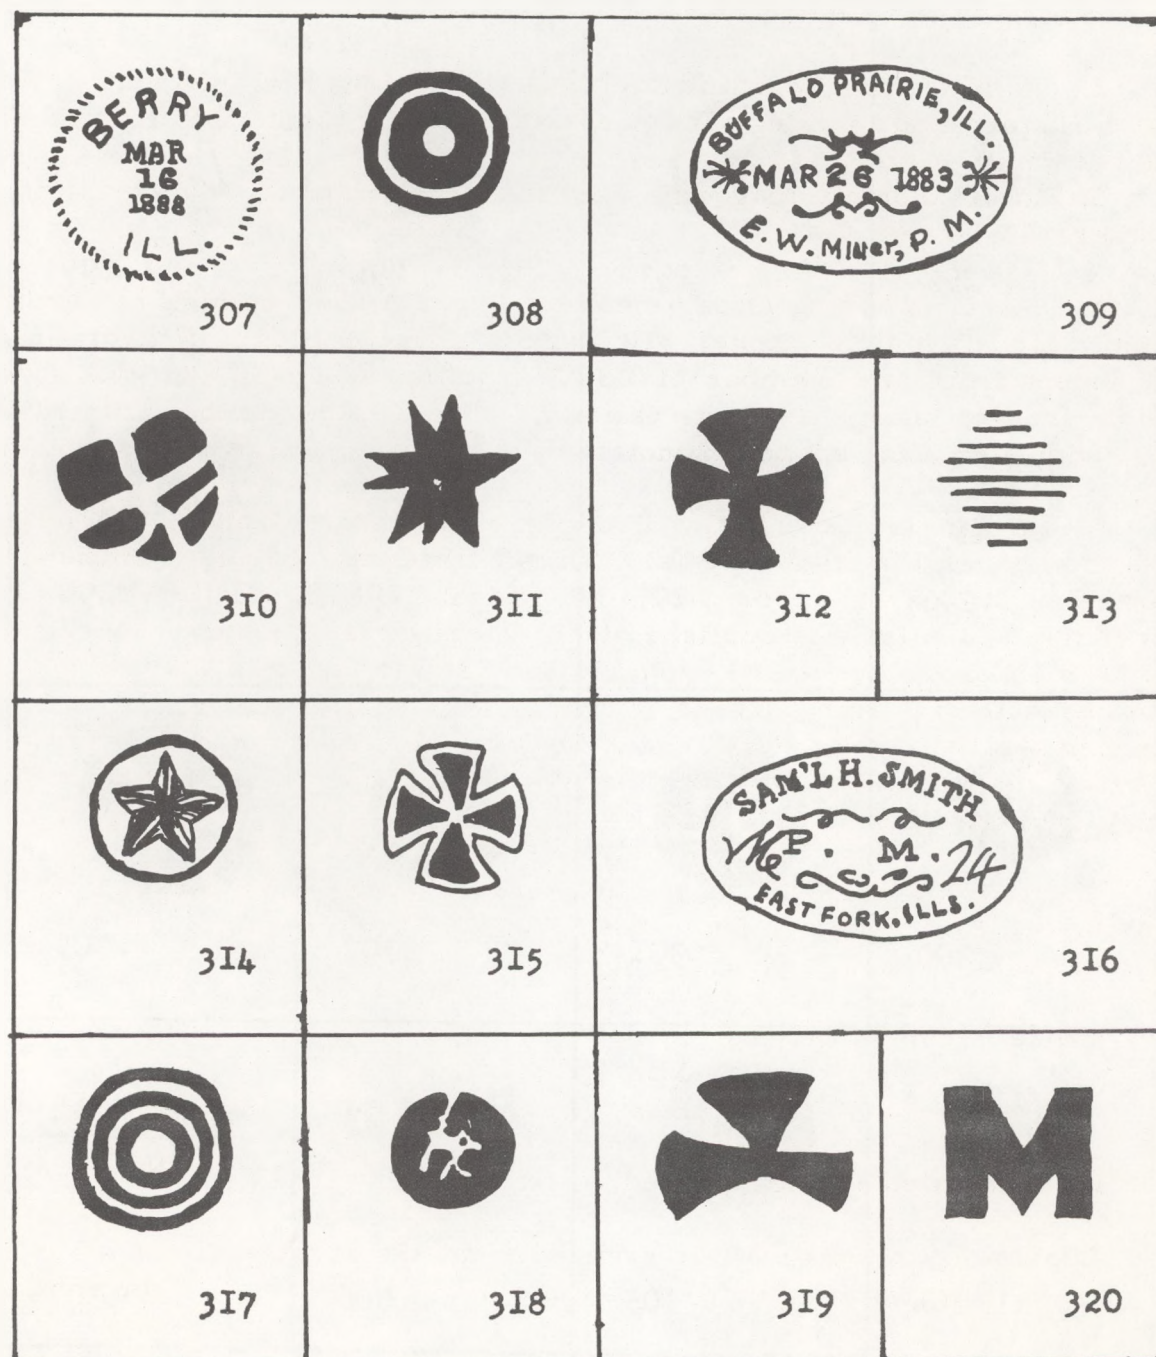 BERRY
MAR
16
1888
ILL.
307
308
BUFFALO PRAIRIE, ILL.
MAR 26 1883
E. W. Miner, P. M.
309
310
311
312
313
314
315
SAM'L H. SMITH
P. M. 24
EAST FORK, ILLS.
316
317
318
319
M
320